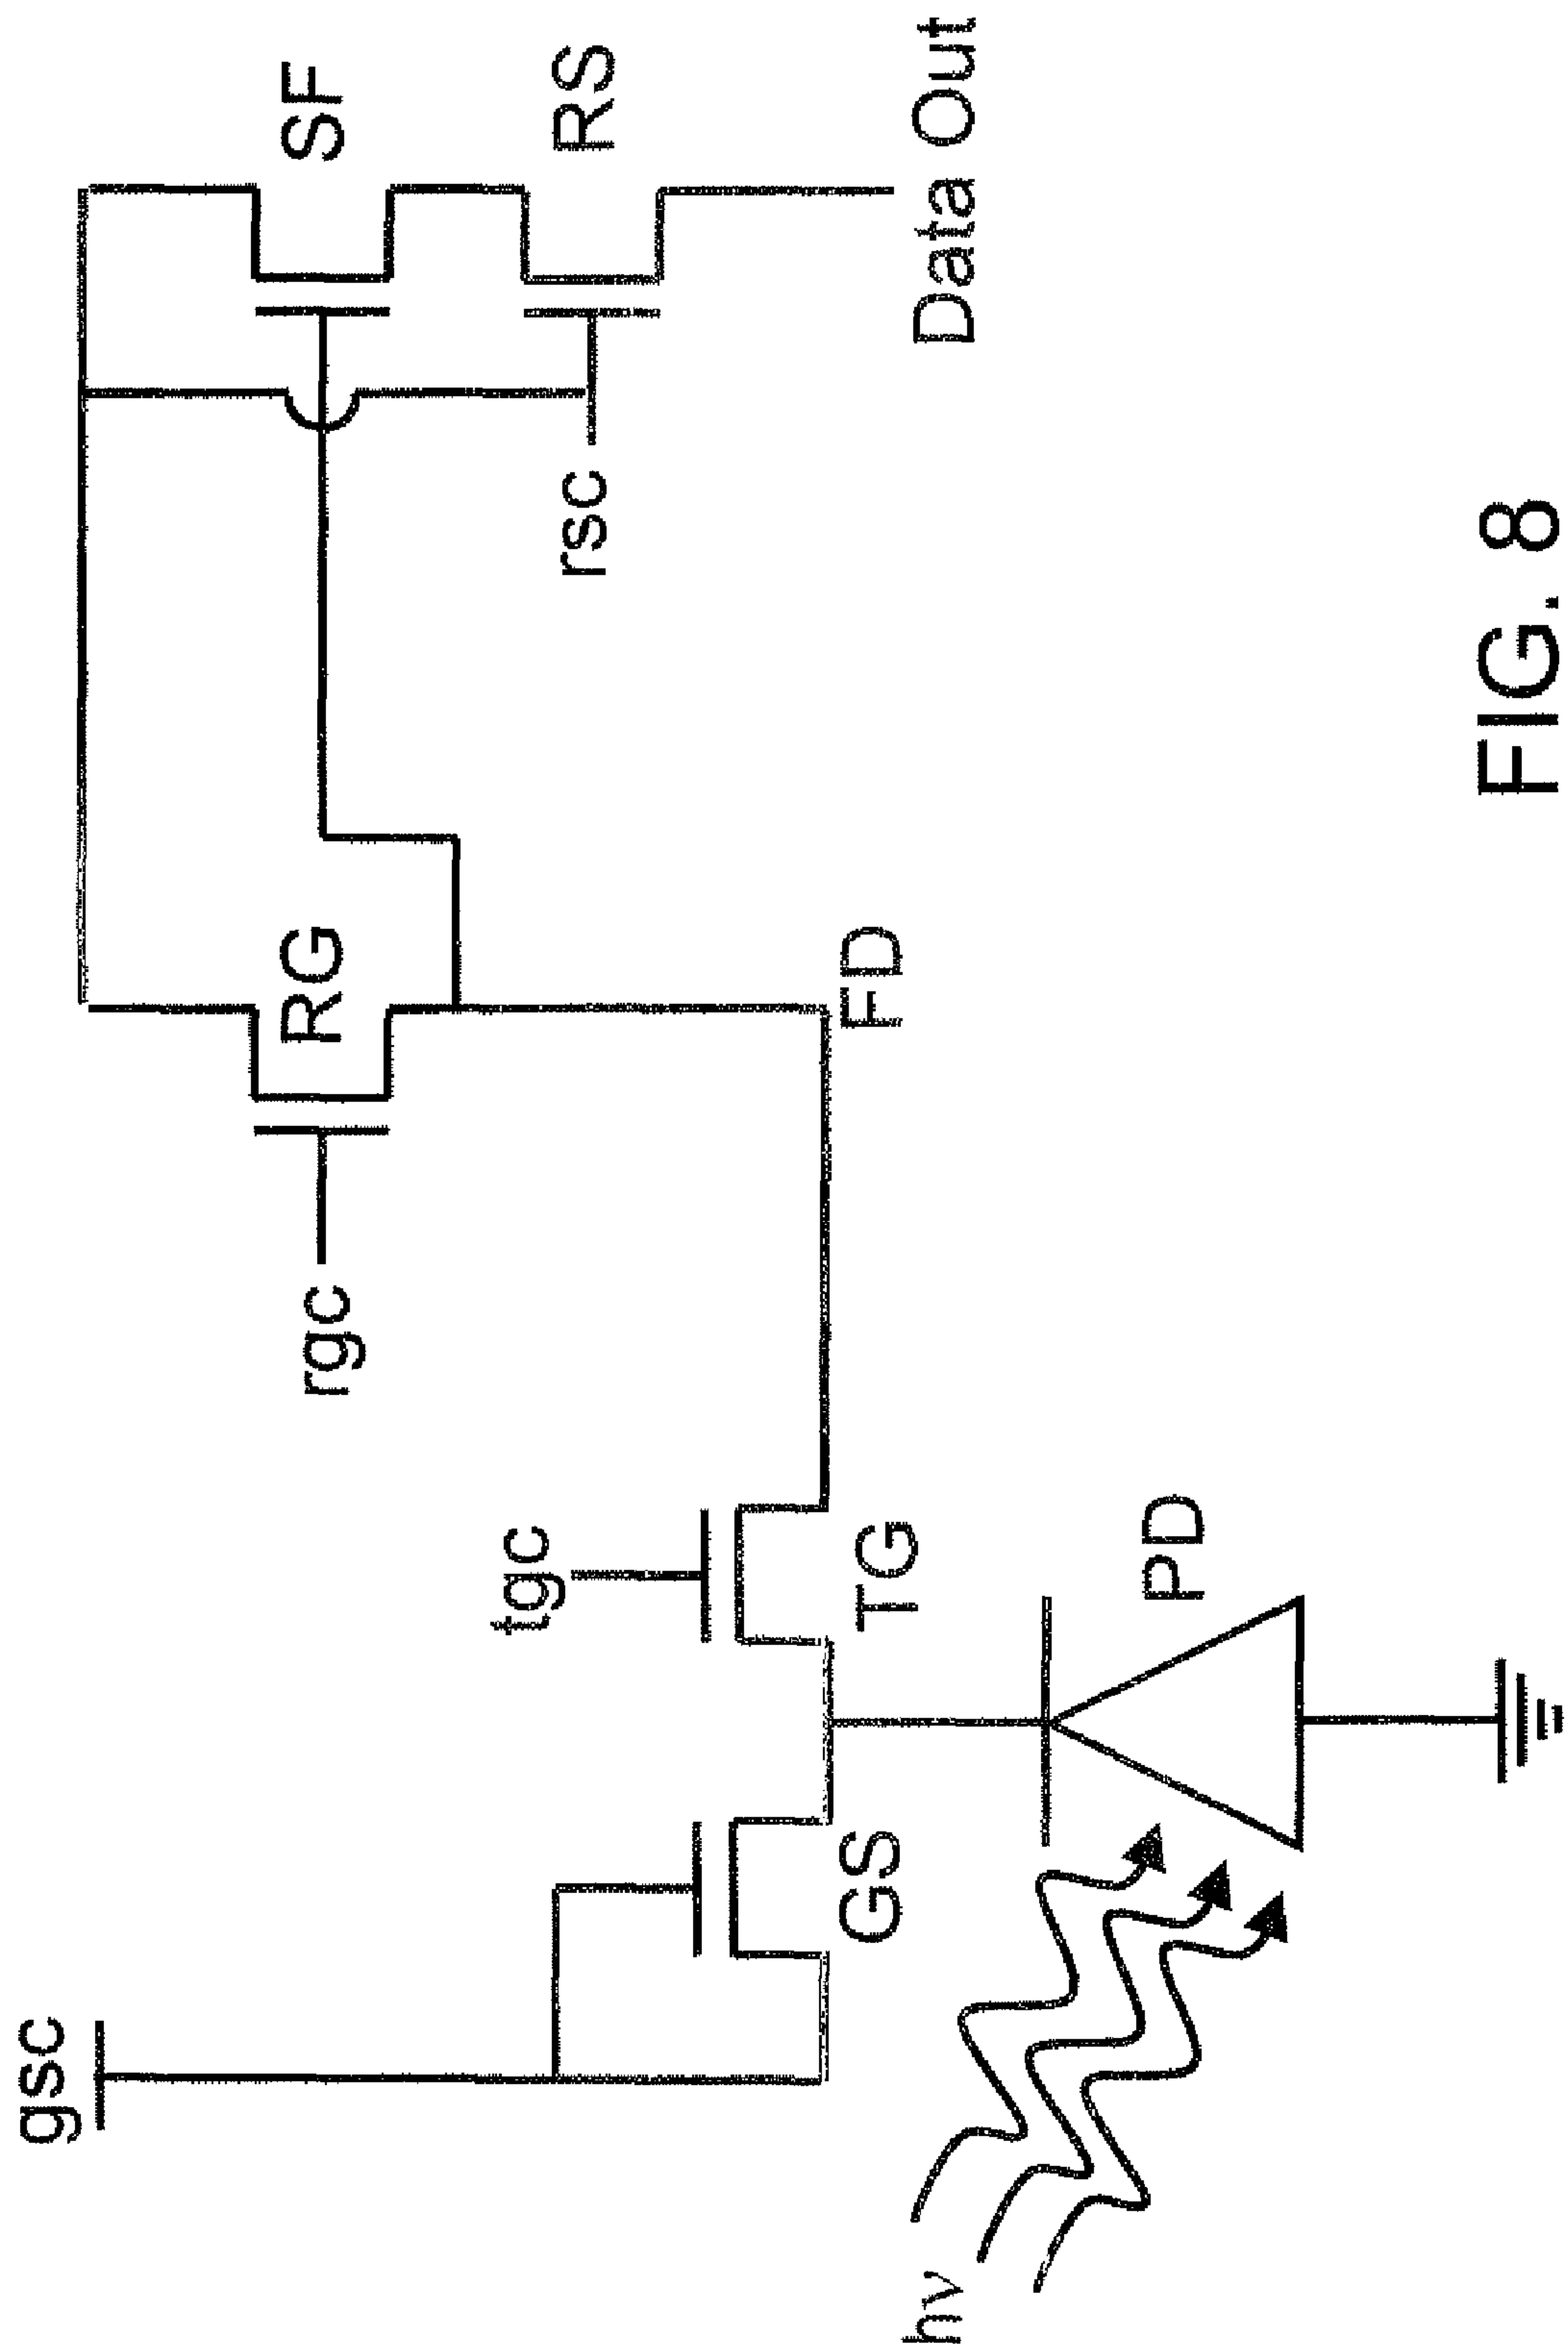 gsc
tgc
rgc
RG
SF
RS
rsc
GS
TG
FD
Data Out
hν
PD
FIG. 8